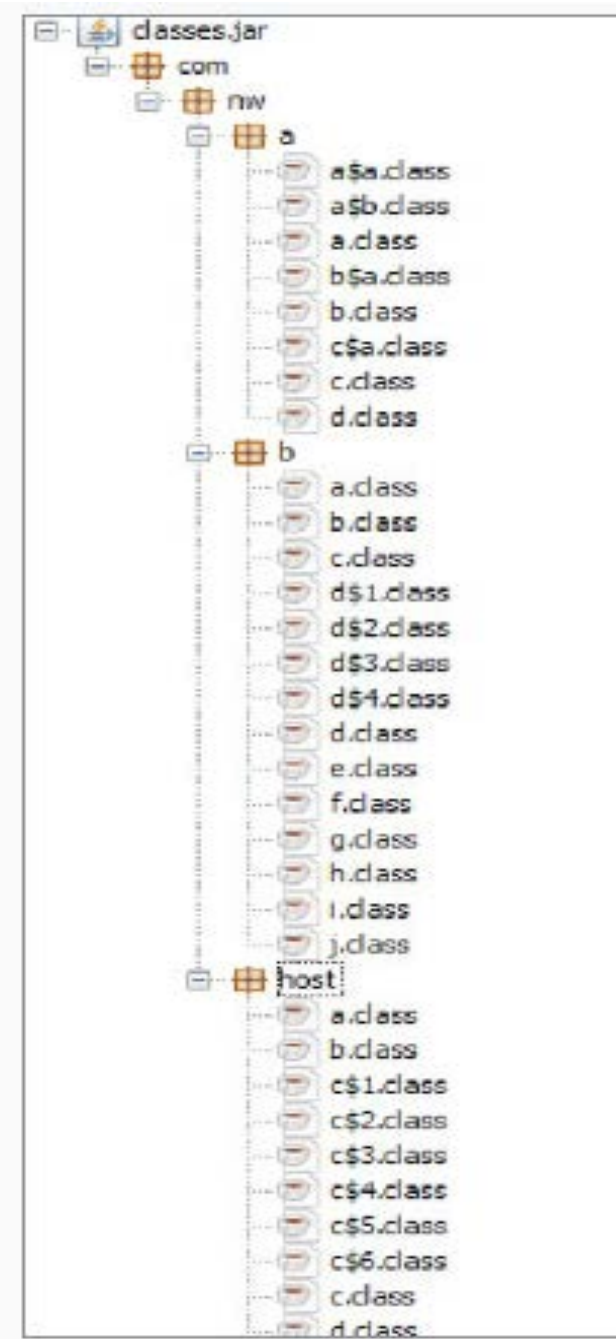 classes.jar
com
nw
a
a$a.class
a$b.class
a.class
b$a.class
b.class
c$a.class
c.class
d.class
b
a.class
b.class
c.class
d$1.class
d$2.class
d$3.class
d$4.class
d.class
e.class
f.class
g.class
h.class
i.class
j.class
host
a.class
b.class
c$1.class
c$2.class
c$3.class
c$4.class
c$5.class
c$6.class
c.class
d.class